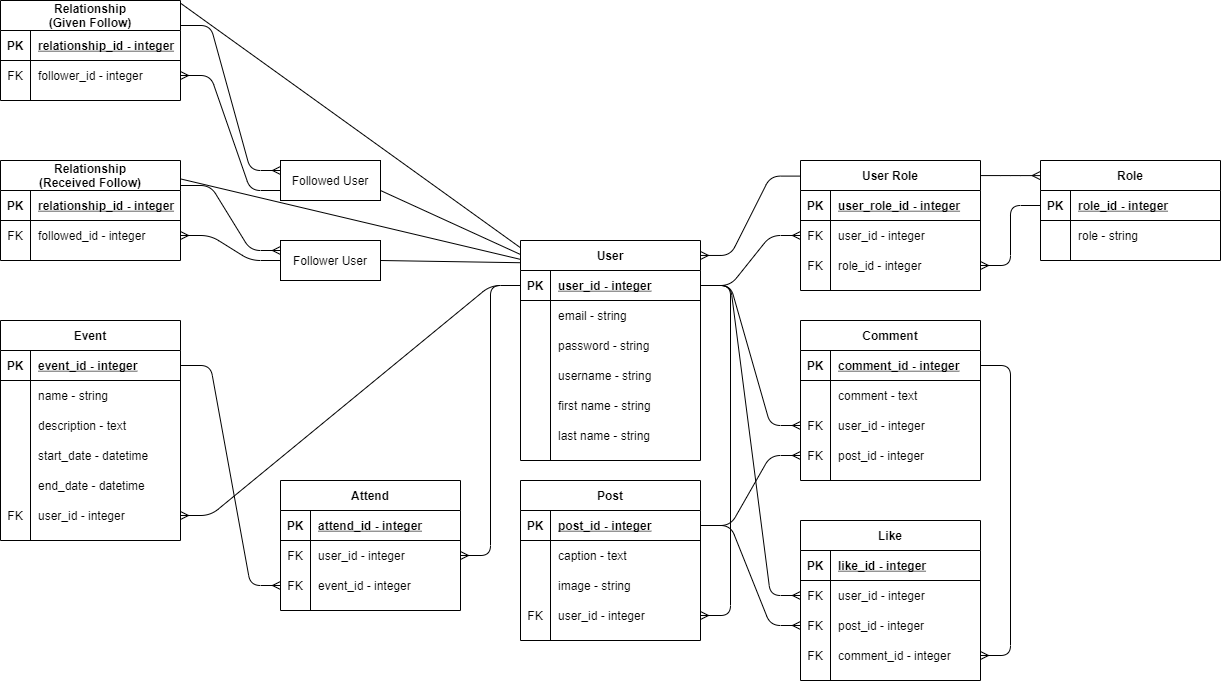 Relationship
(Given Follow)
PK relationship_id - integer
FK follower_id - integer
Relationship
(Received Follow)
PK relationship_id - integer
FK followed_id - integer
Followed User
Follower User
Event
PK event_id - integer
name - string
description - text
start_date - datetime
end_date - datetime
FK user_id - integer
Attend
PK attend_id - integer
FK user_id - integer
FK event_id - integer
User
PK user_id - integer
email - string
password - string
username - string
first name - string
last name - string
Post
PK post_id - integer
caption - text
image - string
FK user_id - integer
User Role
PK user_role_id - integer
FK user_id - integer
FK role_id - integer
Role
PK role_id - integer
role - string
Comment
PK comment_id - integer
comment - text
FK user_id - integer
FK post_id - integer
Like
PK like_id - integer
FK user_id - integer
FK post_id - integer
FK comment_id - integer